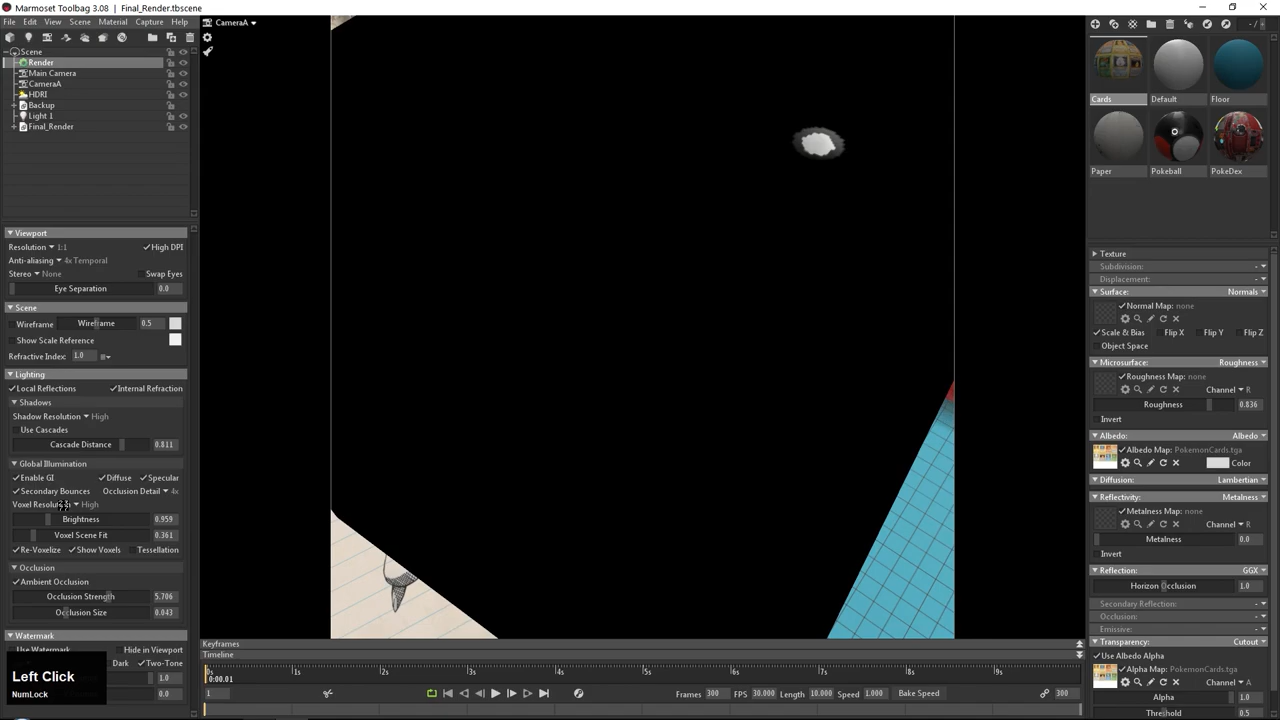 Marmoset Toolbag 3.08 | Final_Render.tbscene
File Edit View Scene Material Capture Help
CameraA
Scene
Render
Main Camera
CameraA
HDRI
Backup
Light 1
Final_Render
Cards Default Floor
Paper Pokeball PokeDex
Viewport
Resolution 1:1 High DPI
Anti-aliasing 4x Temporal
Stereo None Swap Eyes
Eye Separation 0.0
Scene
Wireframe Wireframe 0.5
Show Scale Reference
Refractive Index: 1.0
Lighting
Local Reflections Internal Refraction
Shadows
Shadow Resolution High
Use Cascades
Cascade Distance 0.811
Global Illumination
Enable GI Diffuse Specular
Secondary Bounces Occlusion Detail 4x
Voxel High
Brightness 0.959
Voxel Scene Fit 0.361
Re-Voxelize Show Voxels Tessellation
Occlusion
Ambient Occlusion
Occlusion Strength 5.706
Occlusion Size 0.043
Watermark
Use Watermark Hide in Viewport
Dark Two-Tone
1.0
0.0
Left Click
NumLock
Texture
Subdivision:
Displacement:
Surface: Normals
Normal Map: none
Scale & Bias Flip X Flip Y Flip Z
Object Space
Microsurface: Roughness
Roughness Map: none
Channel R
Roughness 0.836
Invert
Albedo: Albedo
Albedo Map: PokemonCards.tga
Color
Diffusion: Lambertian
Reflectivity: Metalness
Metalness Map: none
Channel R
Metalness 0.0
Invert
Reflection: GGX
Horizon Occlusion 1.0
Secondary Reflection:
Occlusion:
Emissive:
Transparency: Cutout
Use Albedo Alpha
Alpha Map: PokemonCards.tga
Channel A
Alpha 1.0
Threshold 0.5
Keyframes
Timeline
0s 1s 2s 3s 4s 5s 6s 7s 8s 9s
0:00.01
1 Frames 300 FPS 30.000 Length 10.000 Speed 1.000 Bake Speed 300